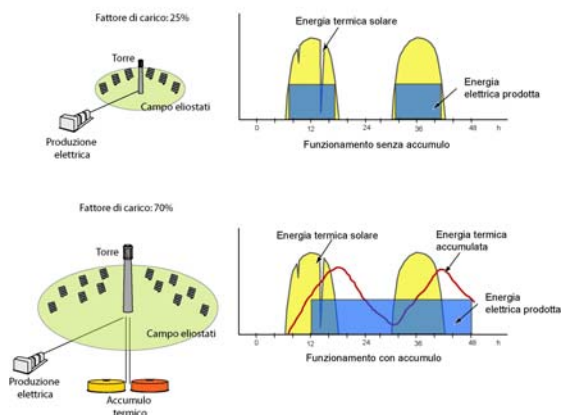 Fattore di carico: 25%
Torre
Campo eliostati
Produzione
elettrica
Energia
termica solare
Energia
elettrica prodotta
0 12 24 36 48 h
Funzionamento senza accumulo
Fattore di carico: 70%
Torre
Campo eliostati
Produzione
elettrica
Accumulo
termico
Energia termica solare
Energia termica
accumulata
Energia
elettrica prodotta
0 12 24 36 48 h
Funzionamento con accumulo